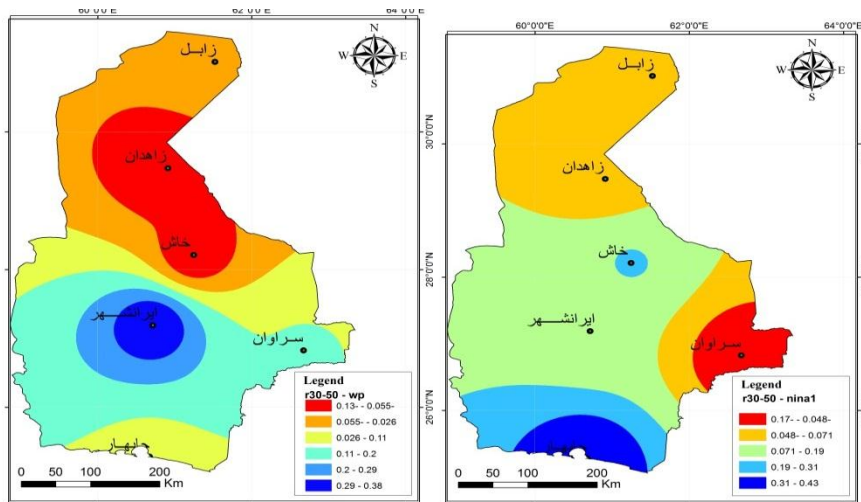 60°0'0"E 62°0'0"E 64°0'0"E
N
W E
S
زابل
زاهدان
خاش
ایرانشهر
سراوان
چابهار
Legend
r30-50 - wp
0.13- -0.055-
0.055- - 0.026
0.026 - 0.11
0.11 - 0.2
0.2 - 0.29
0.29 - 0.38
0 50 100 200
Km
60°0'0"E 62°0'0"E 64°0'0"E
N
W E
S
30°0'0"N
28°0'0"N
26°0'0"N
زابل
زاهدان
خاش
ایرانشهر
سراوان
Legend
r30-50 - nina1
0.17- -0.048-
0.048- -0.071
0.071 - 0.19
0.19 - 0.31
0.31 - 0.43
0 50 100 200
Km